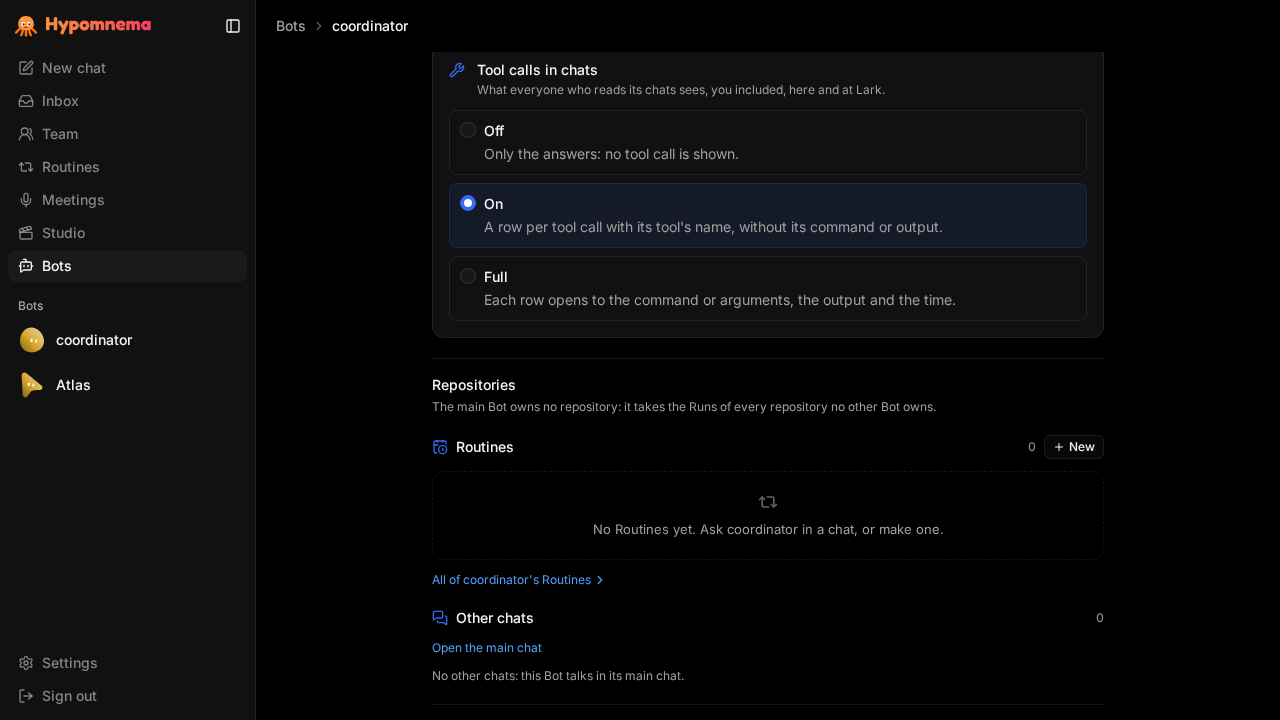 Hypomnema
New chat
Inbox
Team
Routines
Meetings
Studio
Bots
Bots
coordinator
Atlas
Settings
Sign out
Bots > coordinator
Tool calls in chats
What everyone who reads its chats sees, you included, here and at Lark.
Off
Only the answers: no tool call is shown.
On
A row per tool call with its tool's name, without its command or output.
Full
Each row opens to the command or arguments, the output and the time.
Repositories
The main Bot owns no repository: it takes the Runs of every repository no other Bot owns.
Routines 0 + New
No Routines yet. Ask coordinator in a chat, or make one.
All of coordinator's Routines >
Other chats 0
Open the main chat
No other chats: this Bot talks in its main chat.